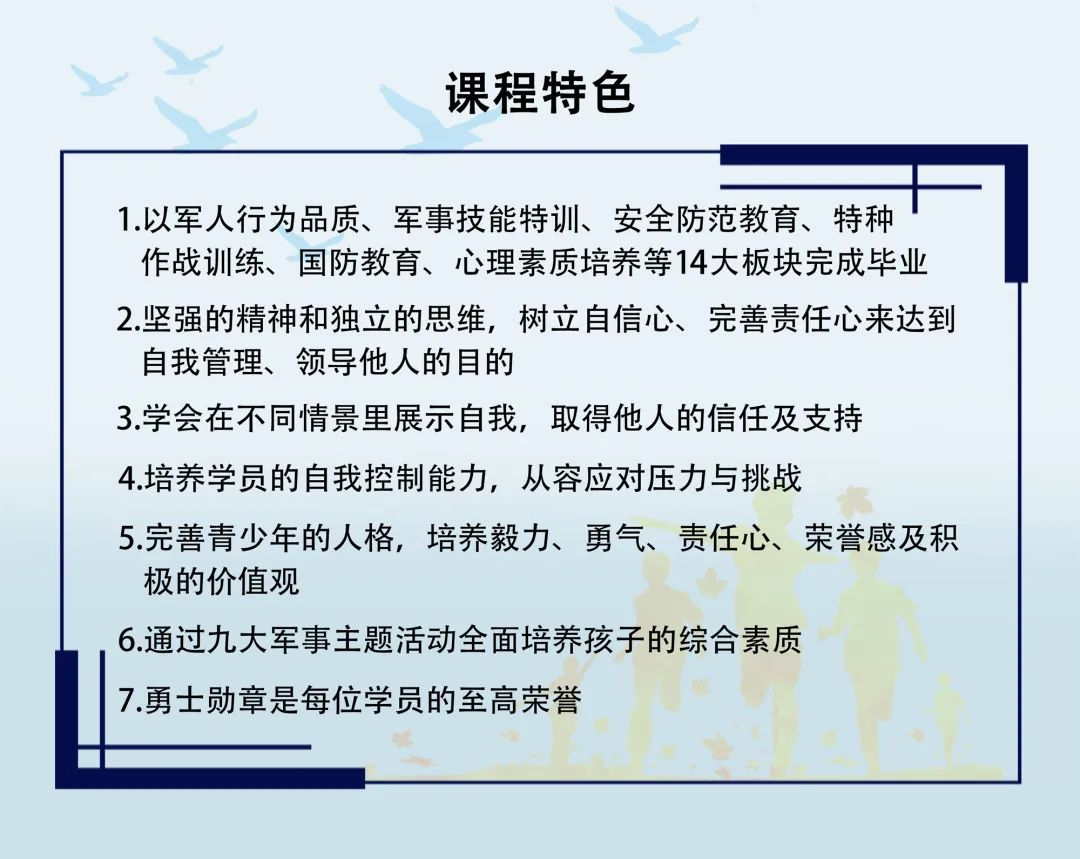 课程特色
1.以军人行为品质、军事技能特训、安全防范教育、特种
作战训练、国防教育、心理素质培养等14大板块完成毕业
2.坚强的精神和独立的思维，树立自信心、完善责任心来达到
自我管理、领导他人的目的
3.学会在不同情景里展示自我，取得他人的信任及支持
4.培养学员的自我控制能力，从容应对压力与挑战
5.完善青少年的人格，培养毅力、勇气、责任心、荣誉感及积
极的价值观
6.通过九大军事主题活动全面培养孩子的综合素质
7.勇士勋章是每位学员的至高荣誉